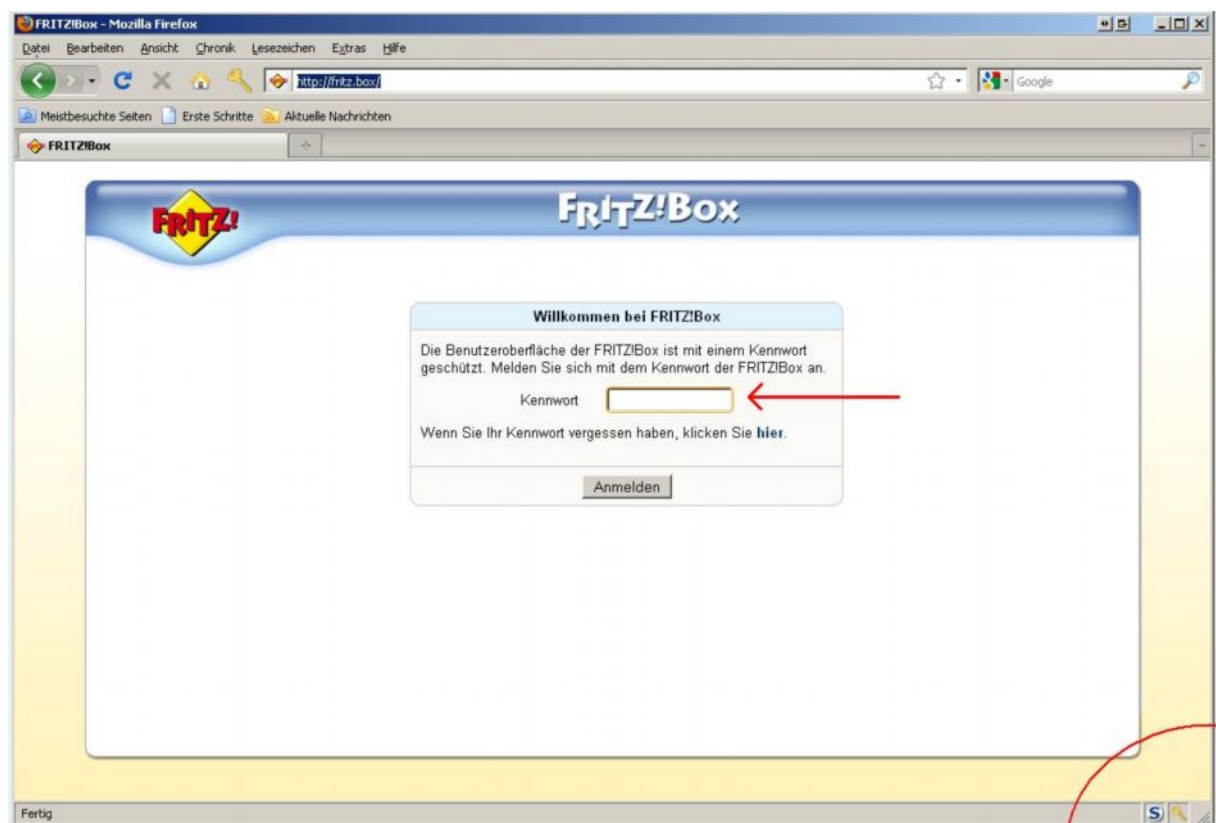 FRITZ!Box - Mozilla Firefox
Datei Bearbeiten Ansicht Chronik Lesezeichen Extras Hilfe
http://fritz.box/
Google
Meistbesuchte Seiten Erste Schritte Aktuelle Nachrichten
FRITZ!Box
FRITZ!
FRITZ!Box
Willkommen bei FRITZ!Box
Die Benutzeroberfläche der FRITZ!Box ist mit einem Kennwort
geschützt. Melden Sie sich mit dem Kennwort der FRITZ!Box an.
Kennwort
Wenn Sie Ihr Kennwort vergessen haben, klicken Sie hier.
Anmelden
Fertig
S